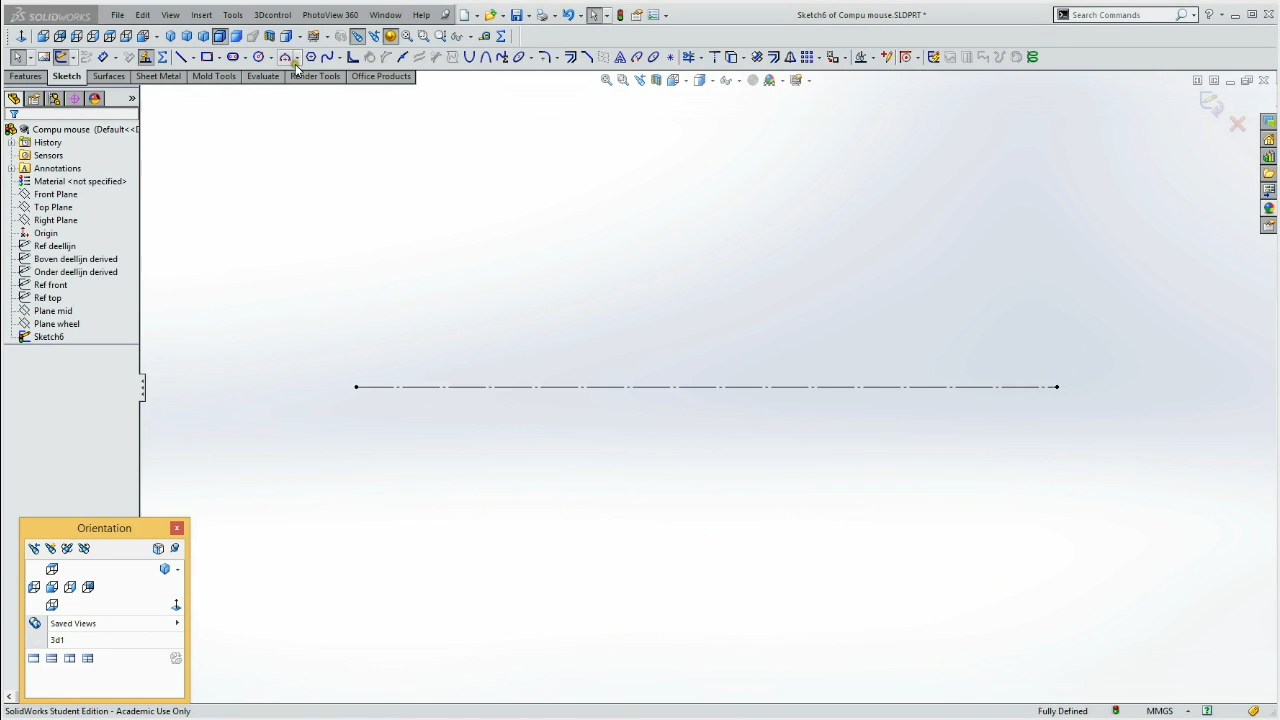 SOLIDWORKS File Edit View Insert Tools 3Dcontrol PhotoView 360 Window Help Sketch6 of Compu mouse.SLDPRT * Search Commands
Features Sketch Surfaces Sheet Metal Mold Tools Evaluate Render Tools Office Products
Compu mouse (Default<<D
History
Sensors
Annotations
Material <not specified>
Front Plane
Top Plane
Right Plane
Origin
Ref deellijn
Boven deellijn derived
Onder deellijn derived
Ref front
Ref top
Plane mid
Plane wheel
Sketch6
Orientation
Saved Views
3d1
SolidWorks Student Edition - Academic Use Only Fully Defined MMGS